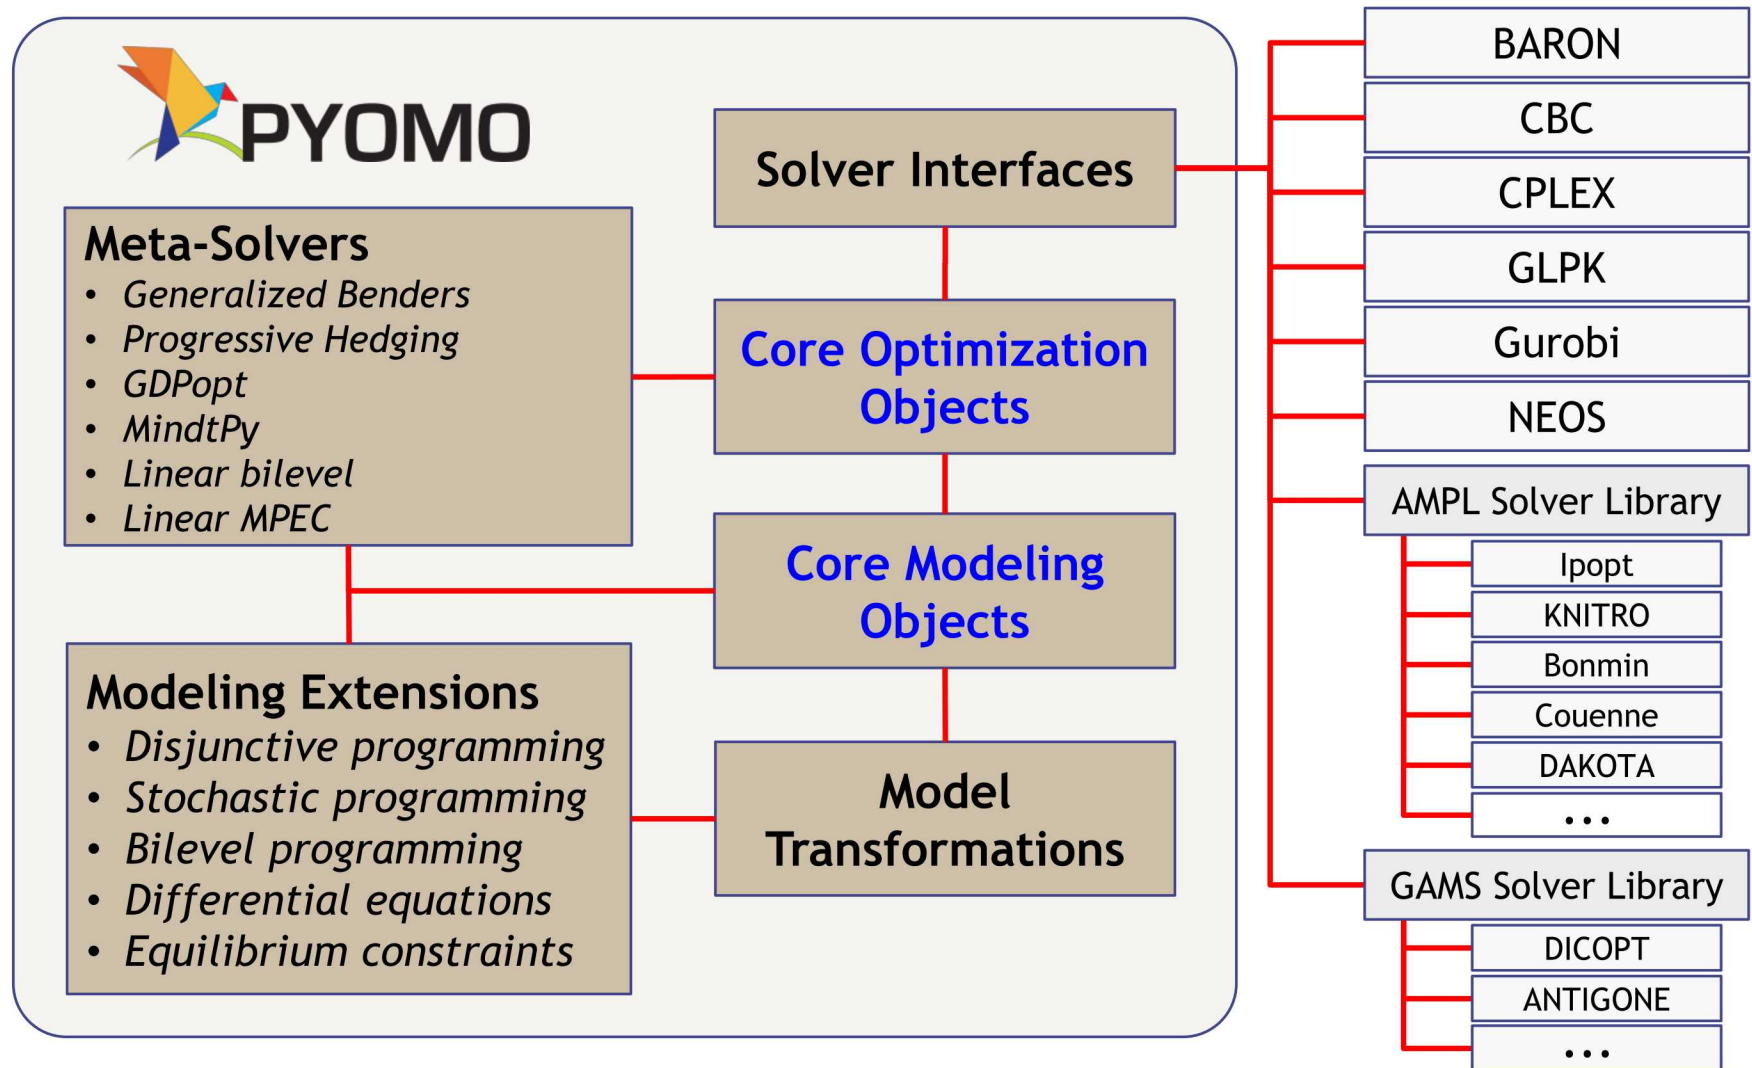 PYOMO
Solver Interfaces
Meta-Solvers
• Generalized Benders
• Progressive Hedging
• GDPopt
• MindtPy
• Linear bilevel
• Linear MPEC
Core Optimization
Objects
Core Modeling
Objects
Modeling Extensions
• Disjunctive programming
• Stochastic programming
• Bilevel programming
• Differential equations
• Equilibrium constraints
Model
Transformations
BARON
CBC
CPLEX
GLPK
Gurobi
NEOS
AMPL Solver Library
Ipopt
KNITRO
Bonmin
Couenne
DAKOTA
...
GAMS Solver Library
DICOPT
ANTIGONE
...